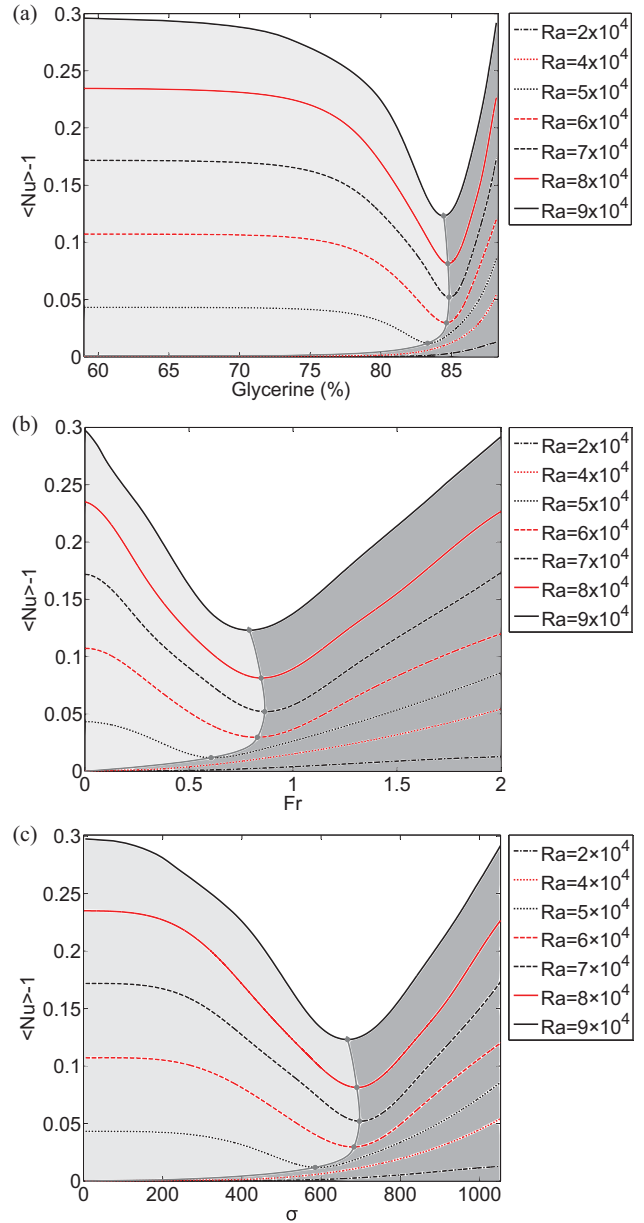 (a)
0.3
0.25
0.2
0.15
0.1
0.05
0
<Nu>-1
60 65 70 75 80 85
Glycerine (%)
Ra=2x10^4
Ra=4x10^4
Ra=5x10^4
Ra=6x10^4
Ra=7x10^4
Ra=8x10^4
Ra=9x10^4
(b)
0.3
0.25
0.2
0.15
0.1
0.05
0
<Nu>-1
0 0.5 1 1.5 2
Fr
Ra=2x10^4
Ra=4x10^4
Ra=5x10^4
Ra=6x10^4
Ra=7x10^4
Ra=8x10^4
Ra=9x10^4
(c)
0.3
0.25
0.2
0.15
0.1
0.05
0
<Nu>-1
0 200 400 600 800 1000
σ
Ra=2×10^4
Ra=4×10^4
Ra=5×10^4
Ra=6×10^4
Ra=7×10^4
Ra=8×10^4
Ra=9×10^4